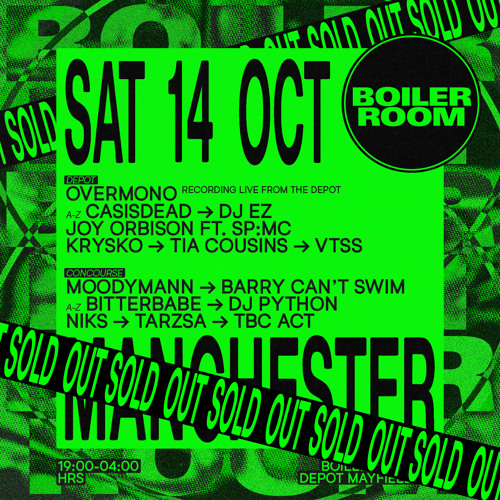 SOLD OUT SOLD OUT SOLD OUT
SAT 14 OCT
BOILER
ROOM
DEPOT
OVERMONO RECORDING LIVE FROM THE DEPOT
A-Z CASISDEAD → DJ EZ
JOY ORBISON FT. SP:MC
KRYSKO → TIA COUSINS → VTSS
CONCOURSE
MOODYMANN → BARRY CAN'T SWIM
A-Z BITTERBABE → DJ PYTHON
NIKS → TARZSA → TBC ACT
MANCHESTER
SOLD OUT SOLD OUT SOLD OUT SOLD OUT SOLD OUT
19:00-04:00
HRS
DEPOT MAYFIELD